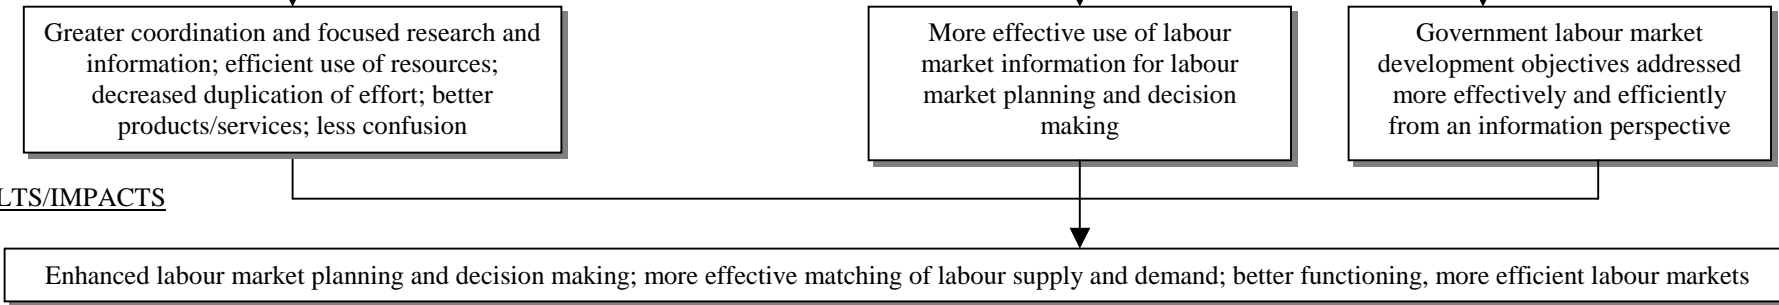 Greater coordination and focused research and
information; efficient use of resources;
decreased duplication of effort; better
products/services; less confusion
More effective use of labour
market information for labour
market planning and decision
making
Government labour market
development objectives addressed
more effectively and efficiently
from an information perspective
LTS/IMPACTS
Enhanced labour market planning and decision making; more effective matching of labour supply and demand; better functioning, more efficient labour markets